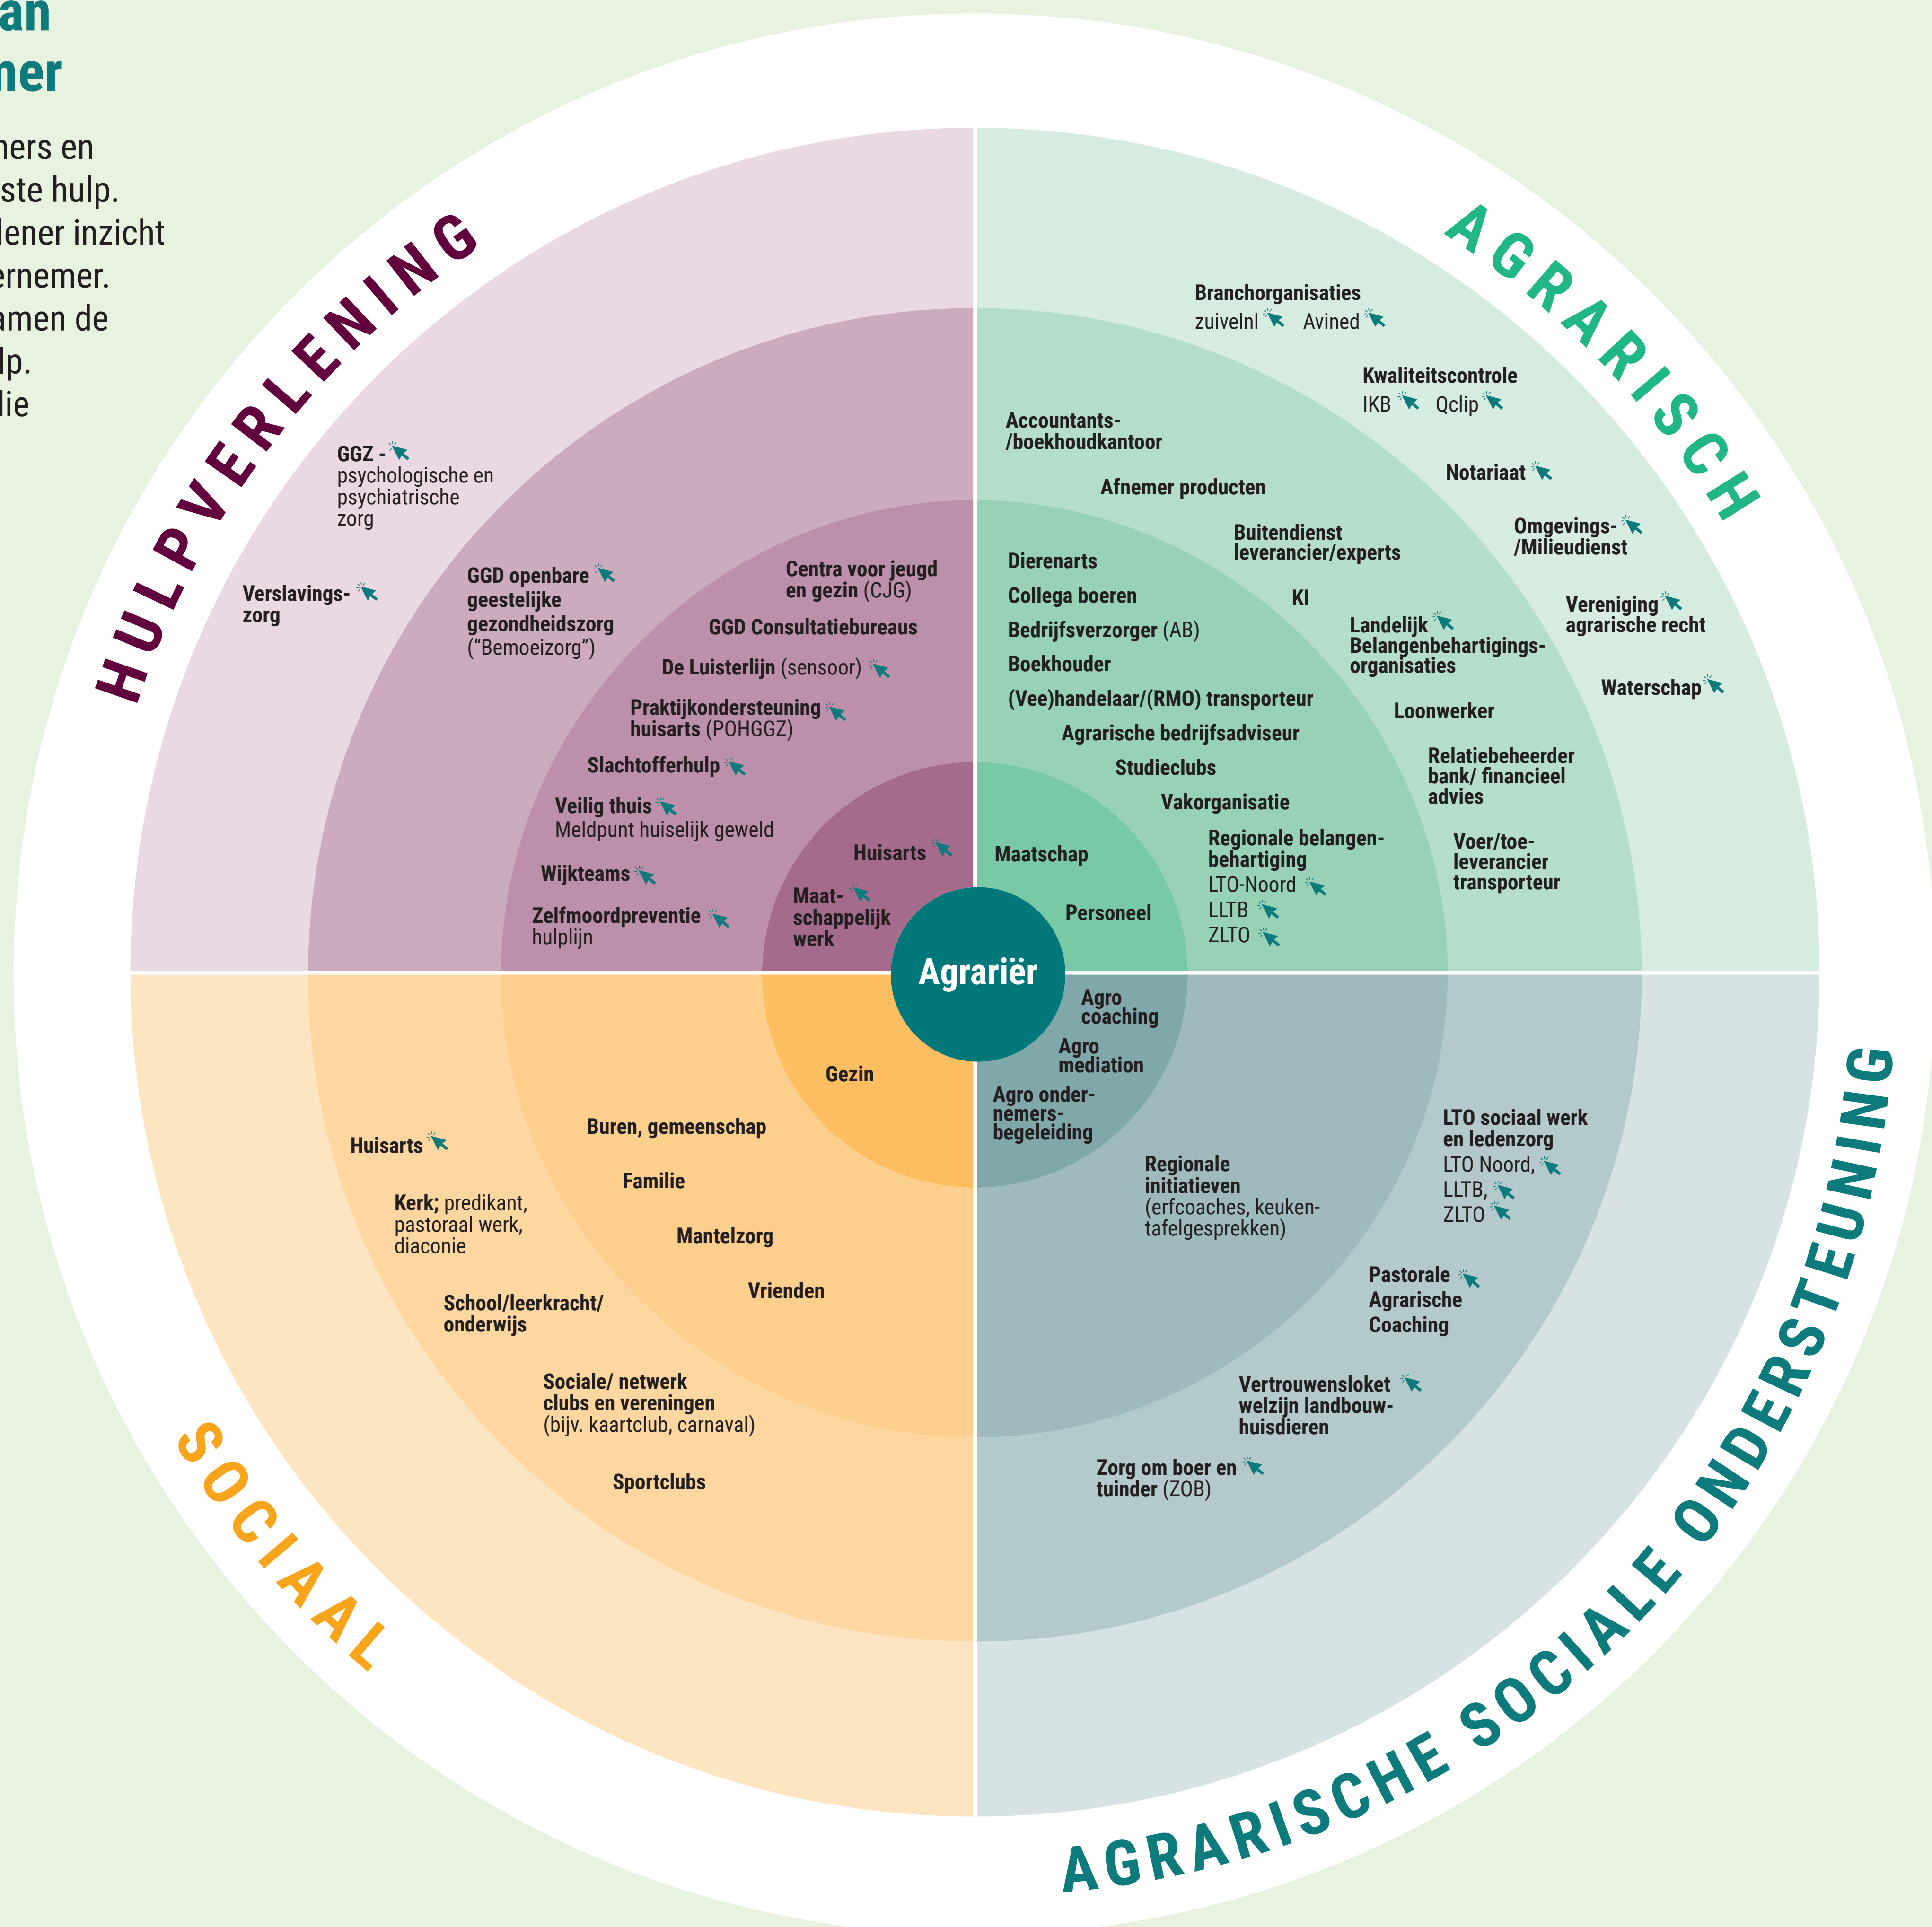 an
ner
ners en
ste hulp.
lener inzicht
ernemer.
amen de
lp.
lie
HULPVERLENING
GGZ -
psychologische en
psychiatrische
zorg
Verslavings-
zorg
GGD openbare
geestelijke
gezondheidszorg
(“Bemoeizorg”)
Centra voor jeugd
en gezin (CJG)
GGD Consultatiebureaus
De Luisterlijn (sensoor)
Praktijkondersteuning
huisarts (POHGGZ)
Slachtofferhulp
Veilig thuis
Meldpunt huiselijk geweld
Wijkteams
Zelfmoordpreventie
hulplijn
Huisarts
Maat-
schappelijk
werk
AGRARISCH
Branchorganisaties
zuivelnl Avined
Kwaliteitscontrole
IKB Qclip
Notariaat
Omgevings-
/Milieudienst
Vereniging
agrarische recht
Waterschap
Accountants-
/boekhoudkantoor
Afnemer producten
Buitendienst
leverancier/experts
KI
Landelijk
Belangenbehartigings-
organisaties
Loonwerker
Relatiebeheerder
bank/ financieel
advies
Voer/toe-
leverancier
transporteur
Dierenarts
Collega boeren
Bedrijfsverzorger (AB)
Boekhouder
(Vee)handelaar/(RMO) transporteur
Agrarische bedrijfsadviseur
Studieclubs
Vakorganisatie
Regionale belangen-
behartiging
LTO-Noord
LLTB
ZLTO
Maatschap
Personeel
Agrariër
Gezin
Buren, gemeenschap
Familie
Mantelzorg
Vrienden
Huisarts
Kerk; predikant,
pastoraal werk,
diaconie
School/leerkracht/
onderwijs
Sociale/ netwerk
clubs en vereningen
(bijv. kaartclub, carnaval)
Sportclubs
SOCIAAL
Agro
coaching
Agro
mediation
Agro onder-
nemers-
begeleiding
Regionale
initiatieven
(erfcoaches, keuken-
tafelgesprekken)
LTO sociaal werk
en ledenzorg
LTO Noord,
LLTB,
ZLTO
Pastorale
Agrarische
Coaching
Vertrouwensloket
welzijn landbouw-
huisdieren
Zorg om boer en
tuinder (ZOB)
AGRARISCHE SOCIALE ONDERSTEUNING